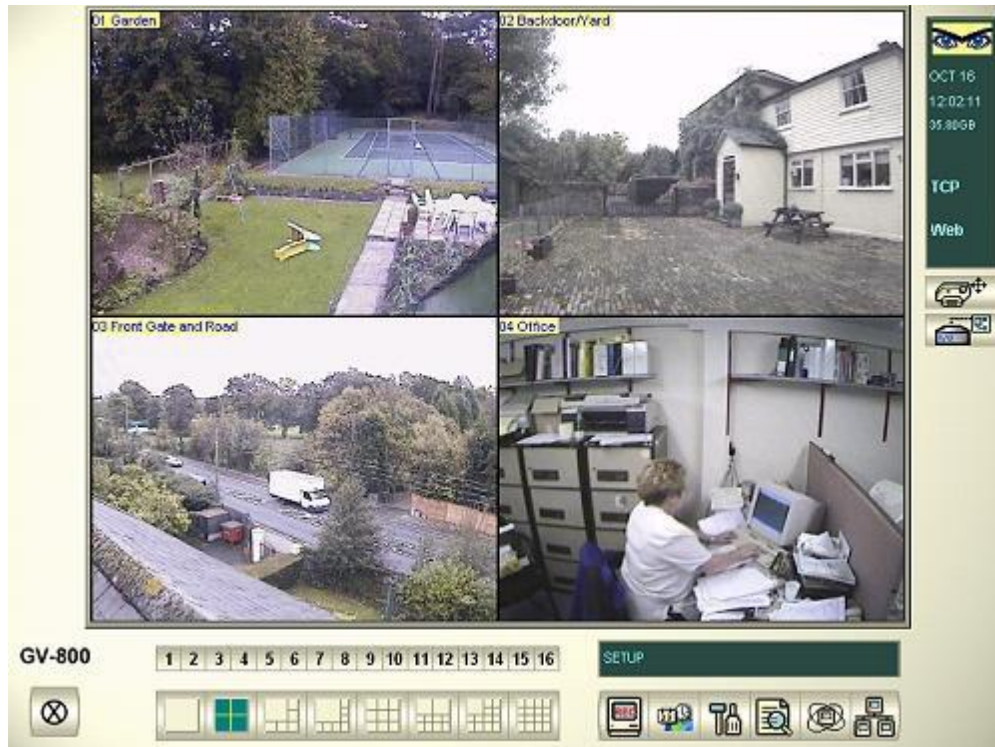 01 Garden
02 Backdoor/Yard
OCT 16
12:02:11
35.80GB
TCP
Web
03 Front Gate and Road
04 Office
GV-800
1 2 3 4 5 6 7 8 9 10 11 12 13 14 15 16
SETUP
REC